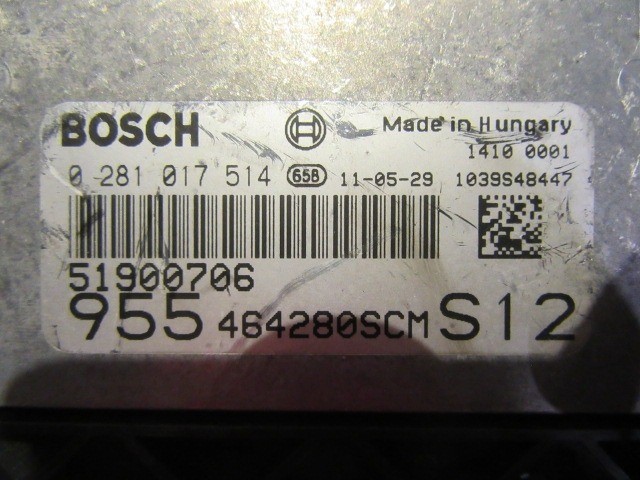 BOSCH Made in Hungary
1410 0001
0 281 017 514 658 11-05-29 1039S48447
51900706
955 464280SCM S12